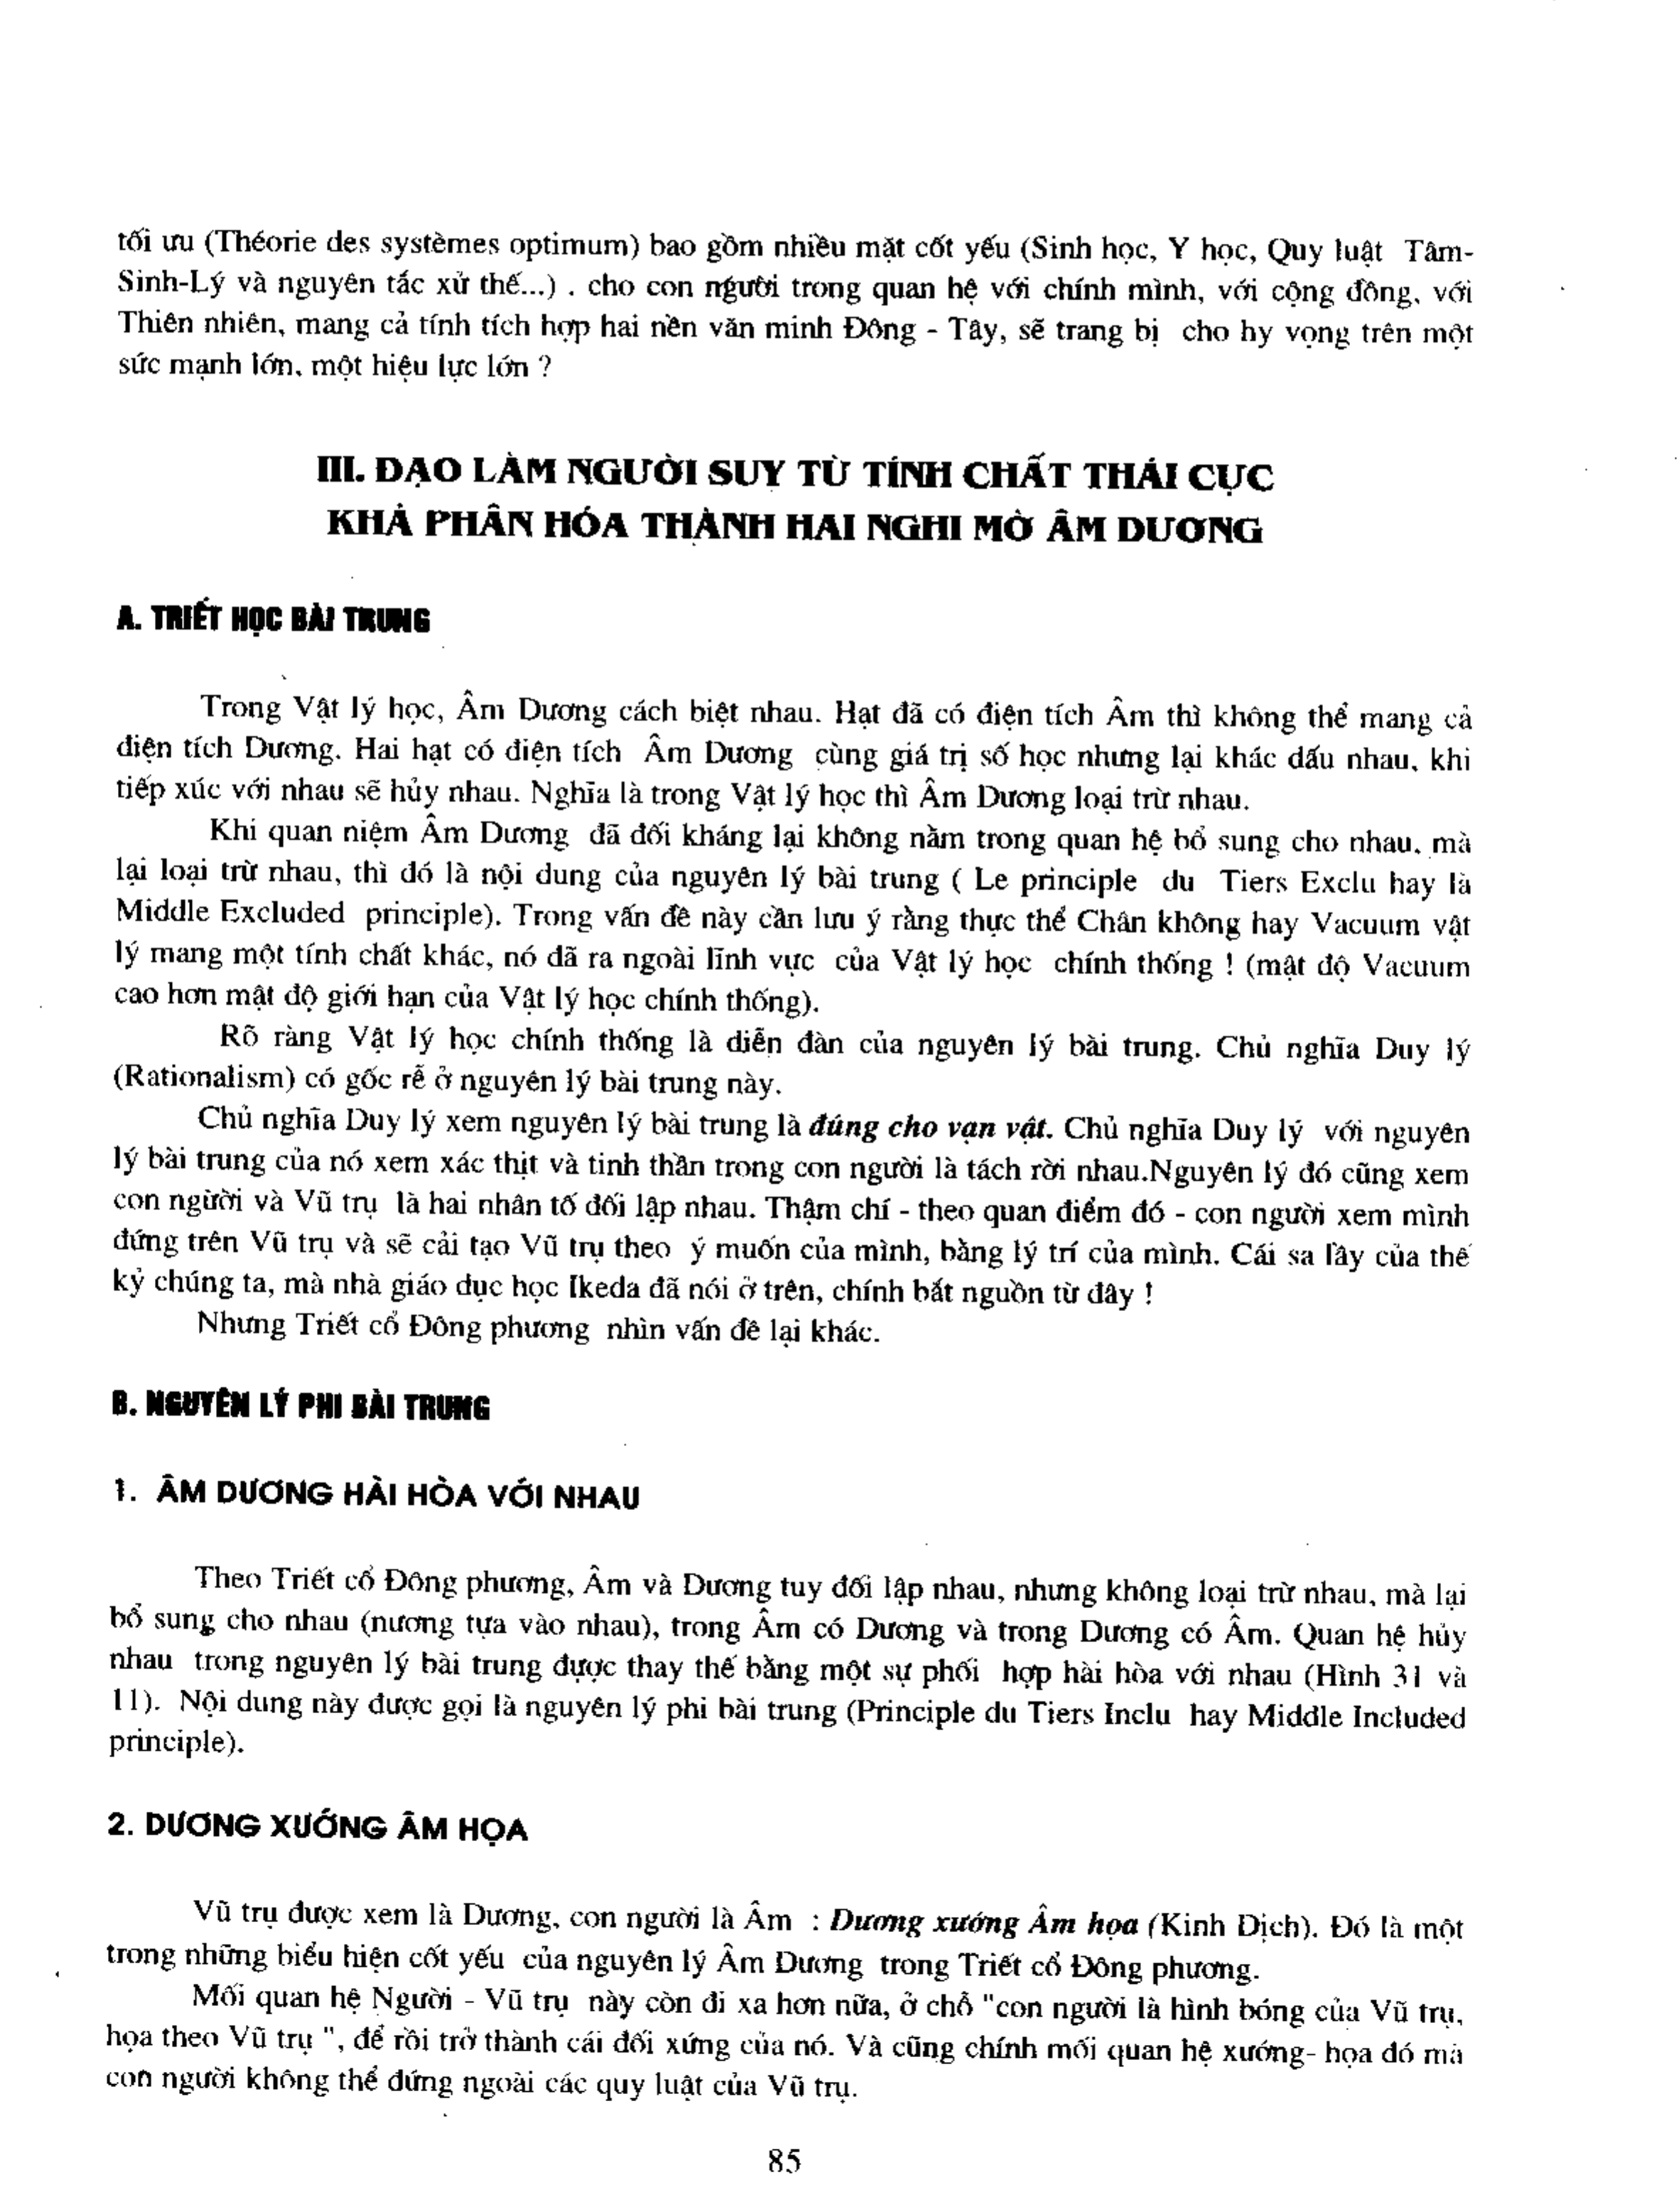 tối ưu (Théorie des systèmes optimum) bao gồm nhiều mặt cốt yếu (Sinh học, Y học, Quy luật Tâm-
Sinh-Lý và nguyên tắc xử thế...) . cho con người trong quan hệ với chính mình, với cộng đồng, với
Thiên nhiên, mang cả tính tích hợp hai nền văn minh Đông - Tây, sẽ trang bị cho hy vọng trên một
sức mạnh lớn, một hiệu lực lớn ?
III. ĐẠO LÀM NGƯỜI SUY TỪ TÍNH CHẤT THÁI CỰC
KHẢ PHÂN HÓA THÀNH HAI NGHI MỜ ÂM DƯƠNG
A. TRIẾT HỌC BÀI TRUNG
Trong Vật lý học, Âm Dương cách biệt nhau. Hạt đã có điện tích Âm thì không thể mang cả
điện tích Dương. Hai hạt có điện tích Âm Dương cùng giá trị số học nhưng lại khác dấu nhau, khi
tiếp xúc với nhau sẽ hủy nhau. Nghĩa là trong Vật lý học thì Âm Dương loại trừ nhau.
Khi quan niệm Âm Dương đã đối kháng lại không nằm trong quan hệ bổ sung cho nhau, mà
lại loại trừ nhau, thì đó là nội dung của nguyên lý bài trung ( Le principle du Tiers Exclu hay là
Middle Excluded principle). Trong vấn đề này cần lưu ý rằng thực thể Chân không hay Vacuum vật
lý mang một tính chất khác, nó đã ra ngoài lĩnh vực của Vật lý học chính thống ! (mật độ Vacuum
cao hơn mật độ giới hạn của Vật lý học chính thống).
Rõ ràng Vật lý học chính thống là diễn đàn của nguyên lý bài trung. Chủ nghĩa Duy lý
(Rationalism) có gốc rễ ở nguyên lý bài trung này.
Chủ nghĩa Duy lý xem nguyên lý bài trung là đúng cho vạn vật. Chủ nghĩa Duy lý với nguyên
lý bài trung của nó xem xác thịt và tinh thần trong con người là tách rời nhau.Nguyên lý đó cũng xem
con người và Vũ trụ là hai nhân tố đối lập nhau. Thậm chí - theo quan điểm đó - con người xem mình
đứng trên Vũ trụ và sẽ cải tạo Vũ trụ theo ý muốn của mình, bằng lý trí của mình. Cái sa lầy của thế
kỷ chúng ta, mà nhà giáo dục học Ikeda đã nói ở trên, chính bắt nguồn từ đây !
Nhưng Triết cổ Đông phương nhìn vấn đề lại khác.
B. NGUYÊN LÝ PHI BÀI TRUNG
1. ÂM DƯƠNG HÀI HÒA VỚI NHAU
Theo Triết cổ Đông phương, Âm và Dương tuy đối lập nhau, nhưng không loại trừ nhau, mà lại
bổ sung cho nhau (nương tựa vào nhau), trong Âm có Dương và trong Dương có Âm. Quan hệ hủy
nhau trong nguyên lý bài trung được thay thế bằng một sự phối hợp hài hòa với nhau (Hình 31 và
11). Nội dung này được gọi là nguyên lý phi bài trung (Principle du Tiers Inclu hay Middle Included
principle).
2. DƯƠNG XƯỚNG ÂM HỌA
Vũ trụ được xem là Dương, con người là Âm : Dương xướng Âm họa (Kinh Dịch). Đó là một
trong những biểu hiện cốt yếu của nguyên lý Âm Dương trong Triết cổ Đông phương.
Mối quan hệ Người - Vũ trụ này còn đi xa hơn nữa, ở chỗ "con người là hình bóng của Vũ trụ,
họa theo Vũ trụ ", để rồi trở thành cái đối xứng của nó. Và cũng chính mối quan hệ xướng- họa đó mà
con người không thể đứng ngoài các quy luật của Vũ trụ.
85